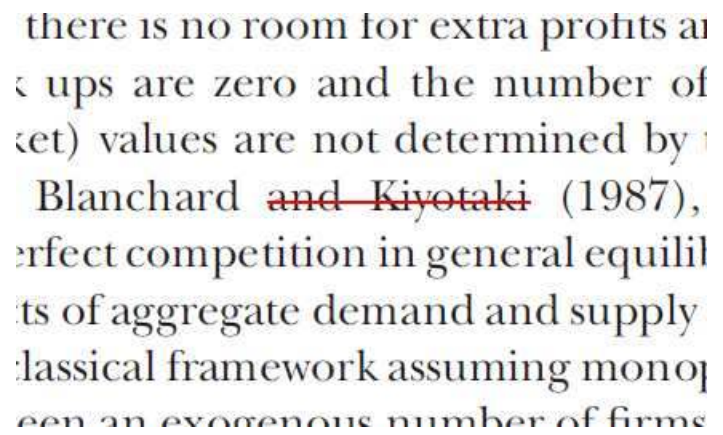 there is no room for extra profits
ups are zero and the number of
values are not determined by
Blanchard and Kiyotaki (1987),
competition in general
of aggregate demand and supply
framework assuming
an exogenous number of firms